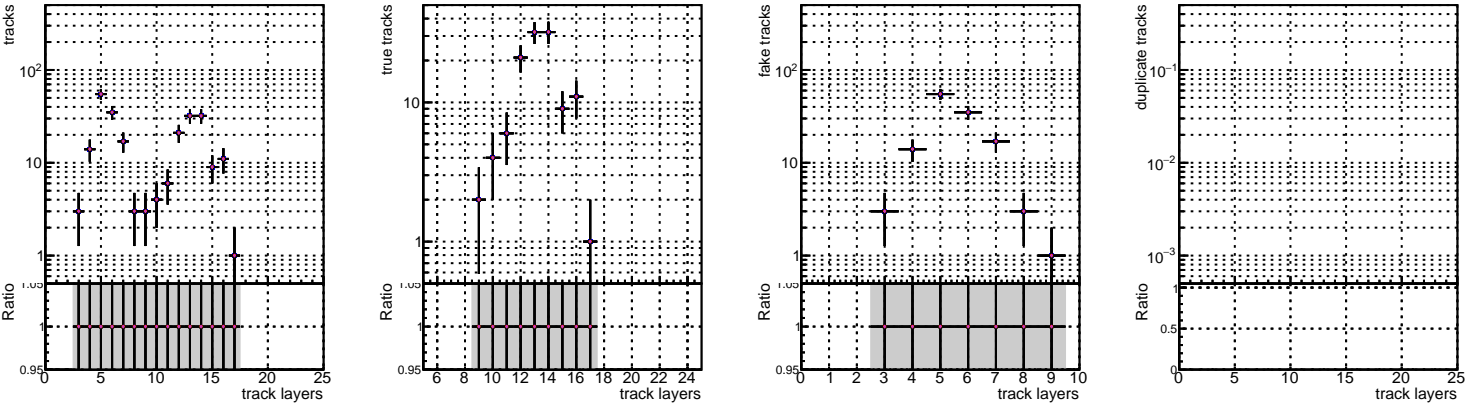 tracks
10²
10
1
Ratio
1.05
1
0.95
0 5 10 15 20 25
track layers
true tracks
10
1
Ratio
1.05
1
0.95
6 8 10 12 14 16 18 20 22 24
track layers
fake tracks
10²
10
1
Ratio
1.05
1
0.95
0 1 2 3 4 5 6 7 8 9 10
track layers
duplicate tracks
10⁻¹
10⁻²
10⁻³
Ratio
1
0.5
0
0 5 10 15 20 25
track layers